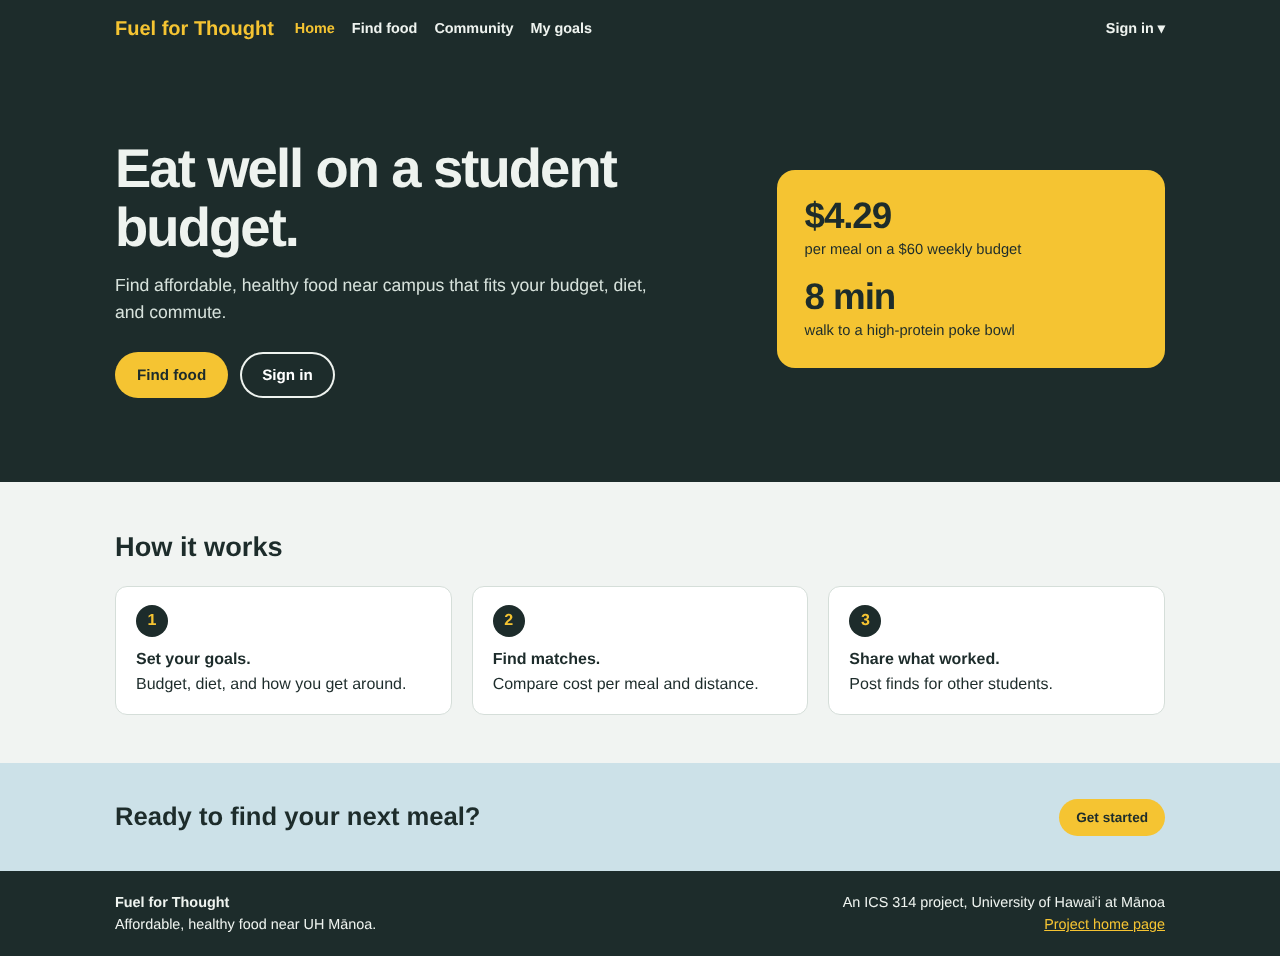 Fuel for Thought Home Find food Community My goals Sign in ▾
Eat well on a student
budget.
Find affordable, healthy food near campus that fits your budget, diet,
and commute.
Find food Sign in
$4.29
per meal on a $60 weekly budget
8 min
walk to a high-protein poke bowl
How it works
1
Set your goals.
Budget, diet, and how you get around.
2
Find matches.
Compare cost per meal and distance.
3
Share what worked.
Post finds for other students.
Ready to find your next meal?
Get started
Fuel for Thought
Affordable, healthy food near UH Mānoa.
An ICS 314 project, University of Hawaiʻi at Mānoa
Project home page